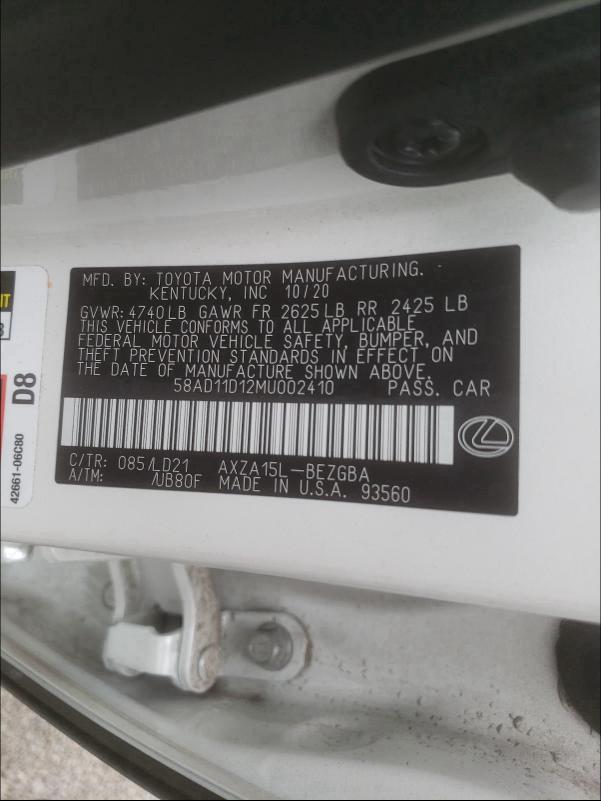 MFD. BY: TOYOTA MOTOR MANUFACTURING.
KENTUCKY, INC 10/20
GVWR: 4740LB GAWR FR 2625LB RR 2425 LB
THIS VEHICLE CONFORMS TO ALL APPLICABLE
FEDERAL MOTOR VEHICLE SAFETY, BUMPER, AND
THEFT PREVENTION STANDARDS IN EFFECT ON
THE DATE OF MANUFACTURE SHOWN ABOVE.
58AD11D12MU002410 PASS. CAR
C/TR: 085/LD21 AXZA15L-BEZGBA
A/TM: /UB80F MADE IN U.S.A. 93560
D8
42661-06C80